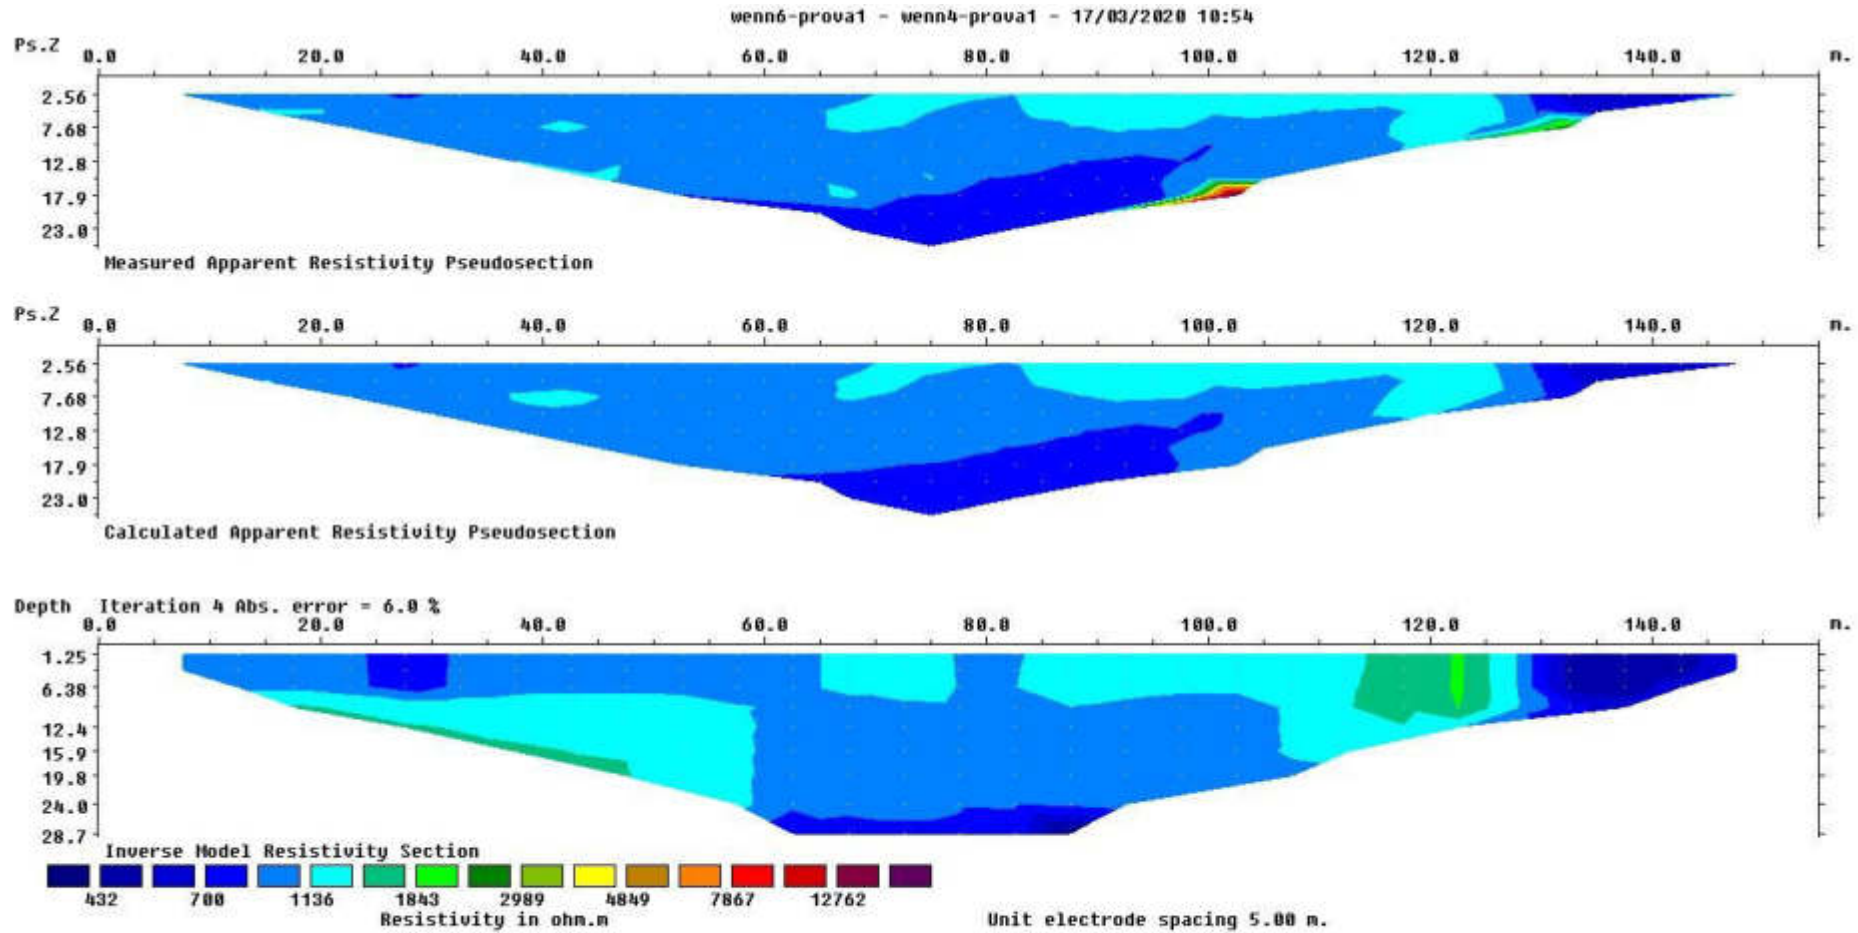 wenn6-prova1 - wenn4-prova1 - 17/03/2020 10:54
Ps.Z 0.0 20.0 40.0 60.0 80.0 100.0 120.0 140.0 m.
2.56
7.68
12.8
17.9
23.0
Measured Apparent Resistivity Pseudosection
Ps.Z 0.0 20.0 40.0 60.0 80.0 100.0 120.0 140.0 m.
2.56
7.68
12.8
17.9
23.0
Calculated Apparent Resistivity Pseudosection
Depth Iteration 4 Abs. error = 6.0 %
0.0 20.0 40.0 60.0 80.0 100.0 120.0 140.0 m.
1.25
6.38
12.4
15.9
19.8
24.0
28.7
Inverse Model Resistivity Section
432 700 1136 1843 2989 4849 7867 12762
Resistivity in ohm.m Unit electrode spacing 5.00 m.